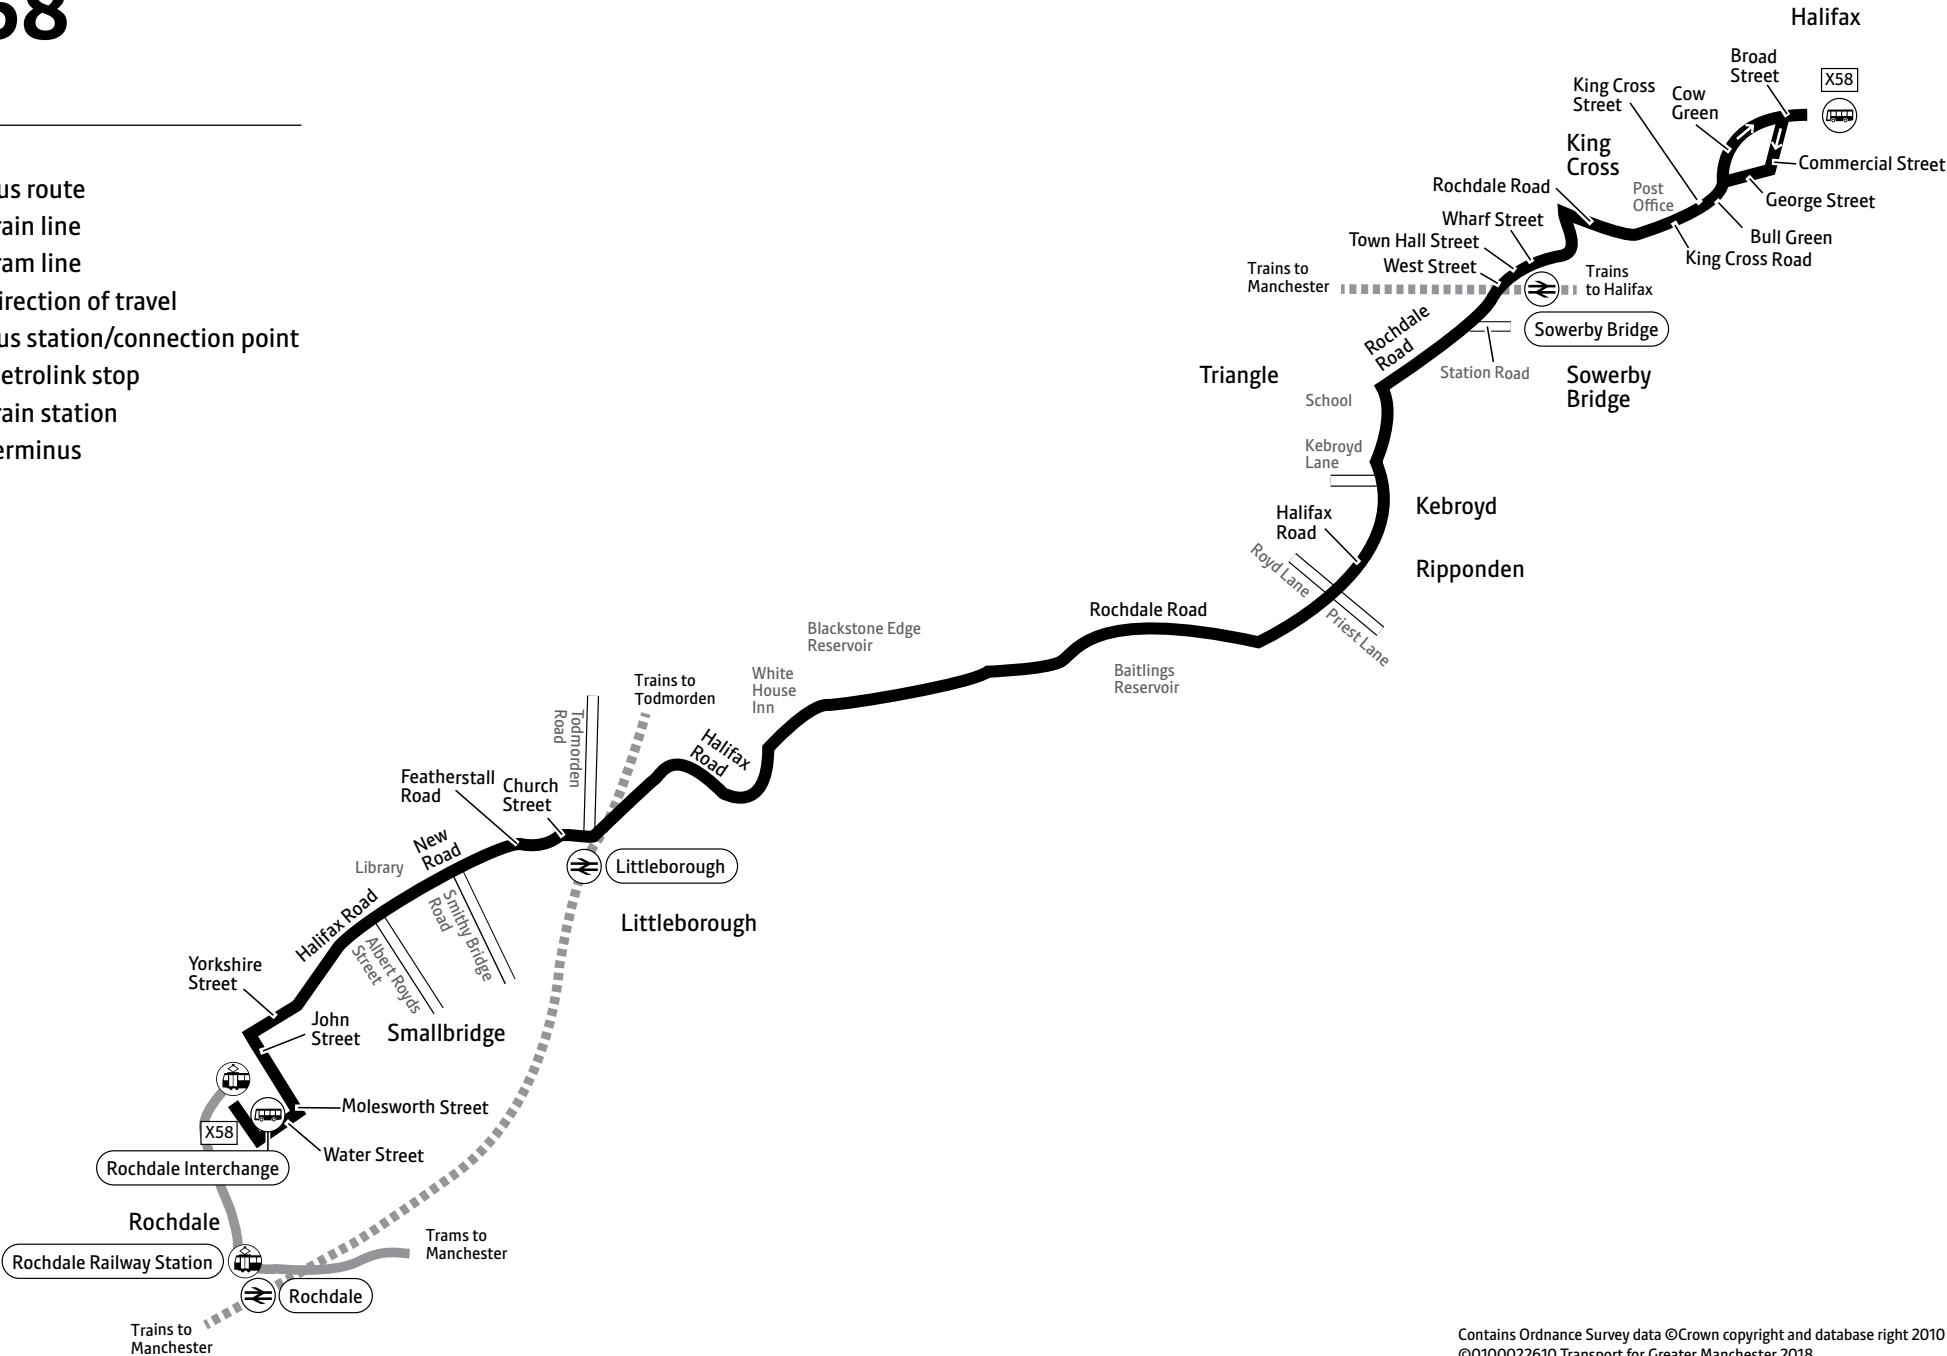 58
us route
rain line
ram line
irection of travel
us station/connection point
etrolink stop
rain station
erminus
Halifax
Broad
Street
X58
King Cross
Street
Cow
Green
King
Cross
Commercial Street
Rochdale Road
Post
Office
George Street
Wharf Street
Town Hall Street
Bull Green
West Street
King Cross Road
Trains to
Manchester
Trains
to Halifax
Sowerby Bridge
Rochdale
Road
Station Road
Triangle
Sowerby
Bridge
School
Kebroyd
Lane
Kebroyd
Halifax
Road
Royd Lane
Ripponden
Priest Lane
Rochdale Road
Blackstone Edge
Reservoir
Baitlings
Reservoir
White
House
Inn
Trains to
Todmorden
Todmorden
Road
Halifax
Road
Featherstall
Road
Church
Street
New
Road
Library
Littleborough
Littleborough
Halifax Road
Smithy Bridge
Road
Albert Royds
Street
Yorkshire
Street
John
Street
Smallbridge
Molesworth Street
X58
Water Street
Rochdale Interchange
Rochdale
Trams to
Manchester
Rochdale Railway Station
Rochdale
Trains to
Manchester
Contains Ordnance Survey data ©Crown copyright and database right 2010
©0100022610 Transport for Greater Manchester 2018